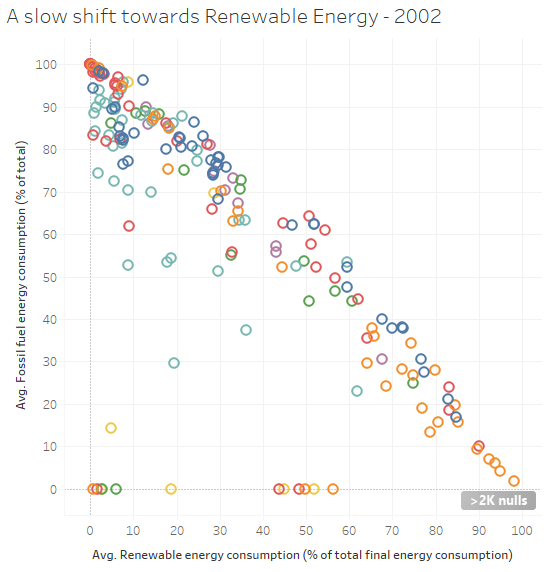 A slow shift towards Renewable Energy - 2002
Avg. Fossil fuel energy consumption (% of total)
100
90
80
70
60
50
40
30
20
10
0
>2K nulls
0 10 20 30 40 50 60 70 80 90 100
Avg. Renewable energy consumption (% of total final energy consumption)